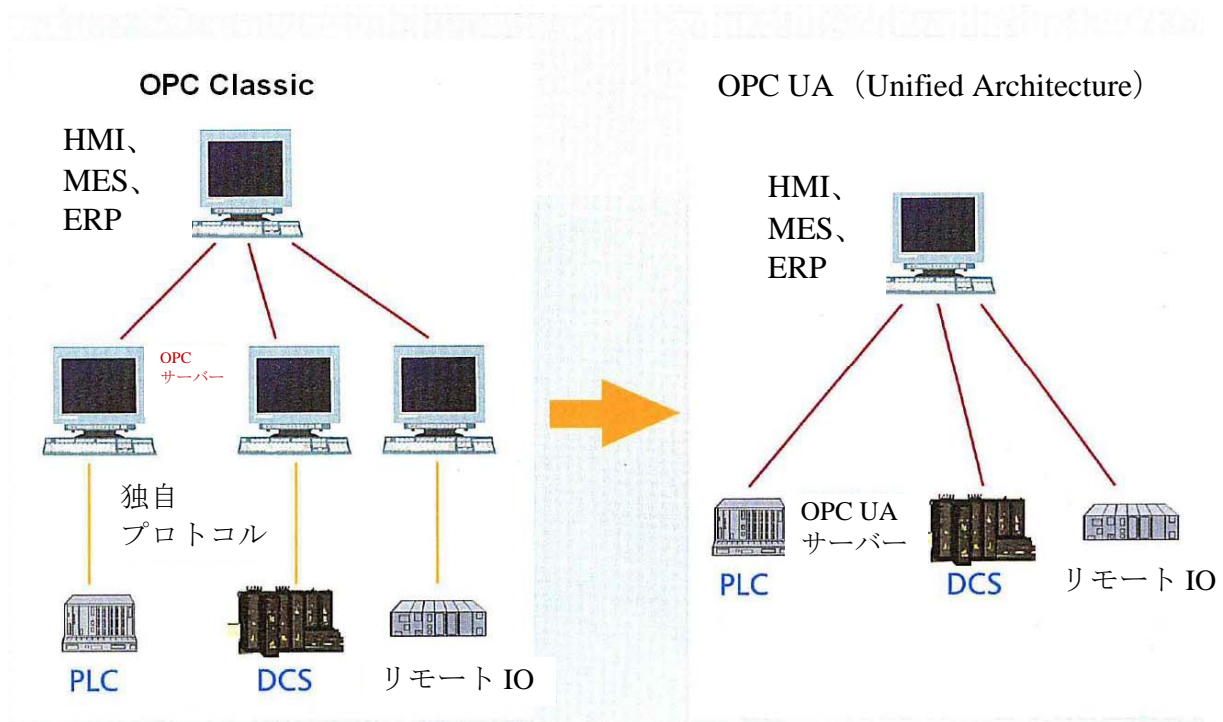 OPC Classic
HMI、
MES、
ERP
OPC
サーバー
独自
プロトコル
PLC
DCS
リモート IO
OPC UA（Unified Architecture）
HMI、
MES、
ERP
OPC UA
サーバー
PLC
DCS
リモート IO